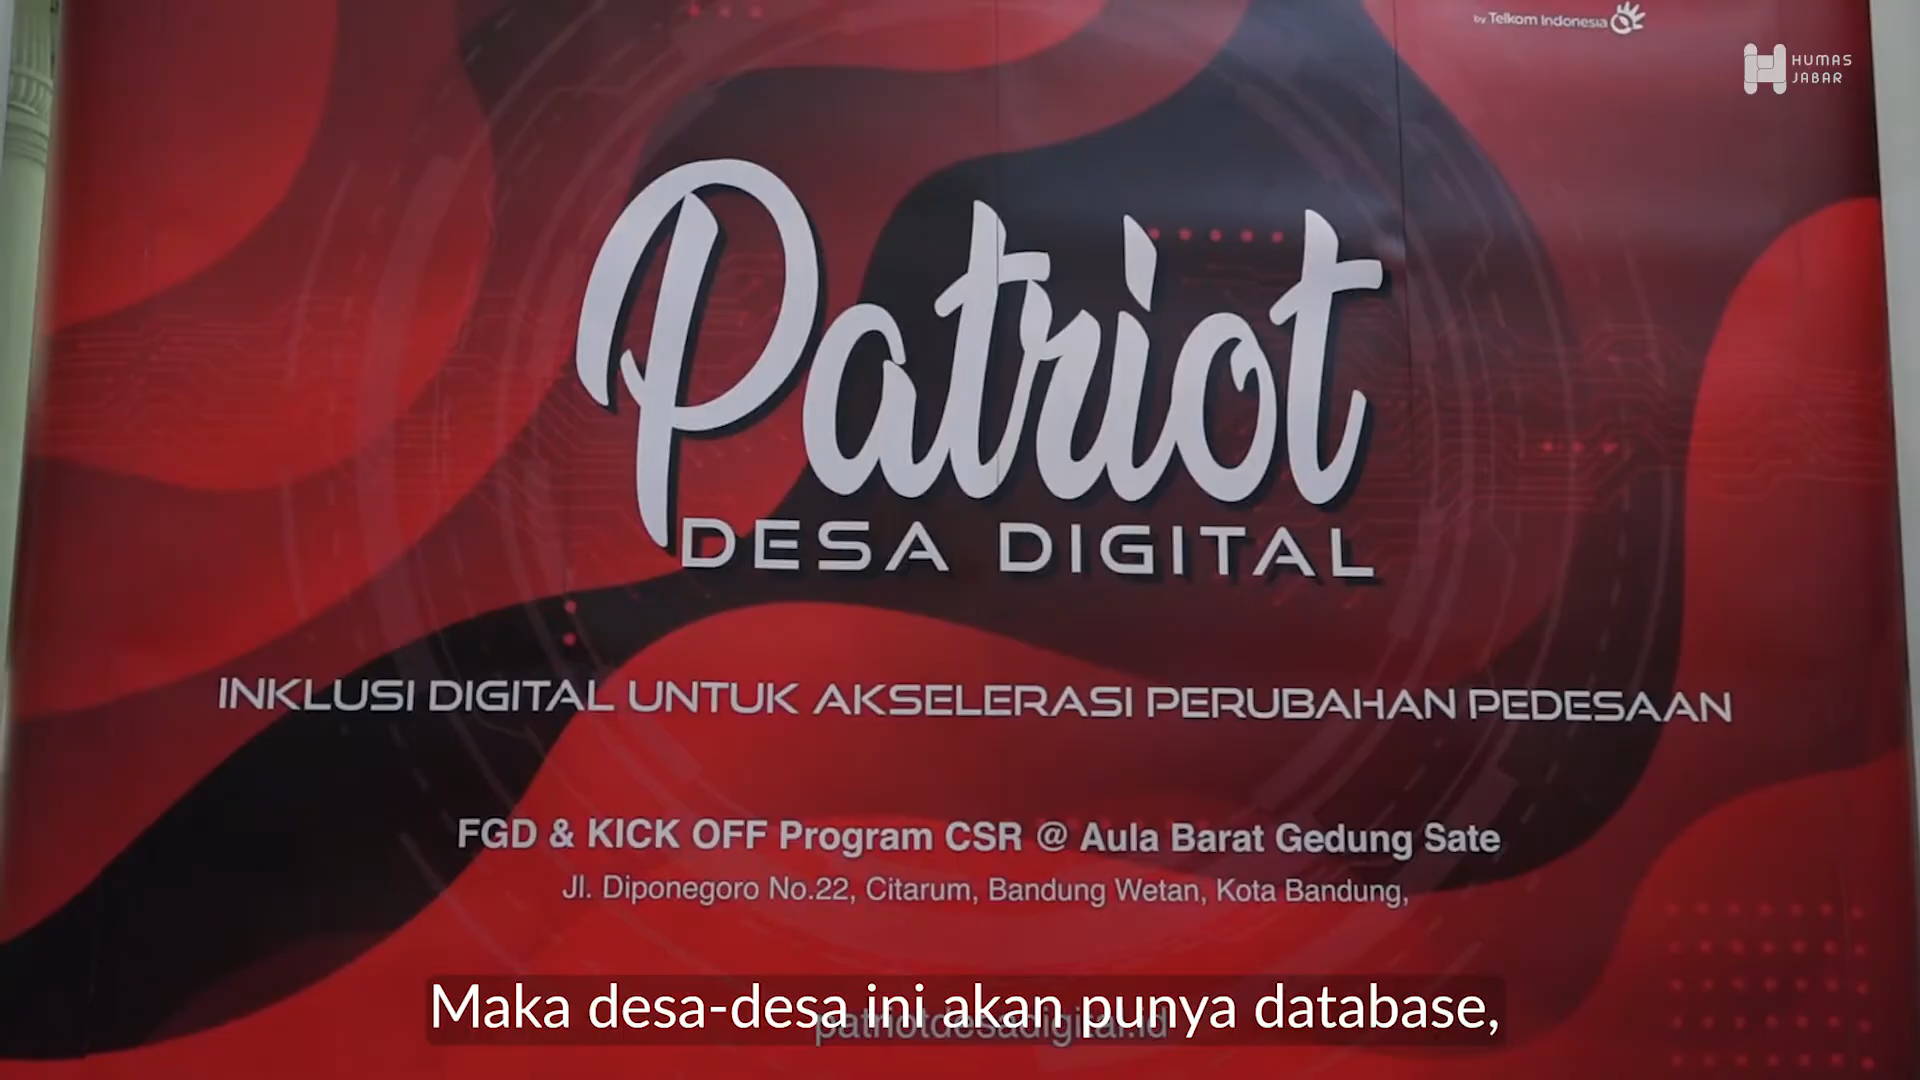 by Telkom Indonesia
HUMAS
JABAR
Patriot
DESA DIGITAL
INKLUSI DIGITAL UNTUK AKSELERASI PERUBAHAN PEDESAAN
FGD & KICK OFF Program CSR @ Aula Barat Gedung Sate
Jl. Diponegoro No.22, Citarum, Bandung Wetan, Kota Bandung,
Maka desa-desa ini akan punya database,
patriotdesadigital.id